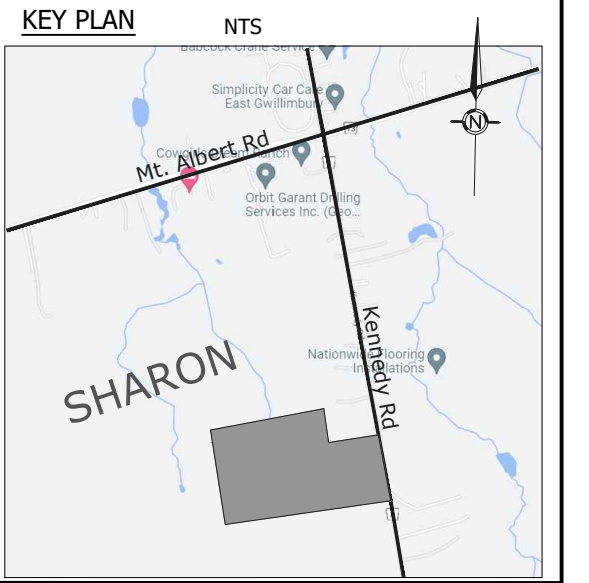 KEY PLAN
NTS
Babcock Crane Service
Simplicity Car Care
East Gwillimbury
N
Mt. Albert Rd
Orbit Garant Drilling
Services Inc. (Geo...
Kennedy Rd
Nationwide Flooring
Installations
SHARON